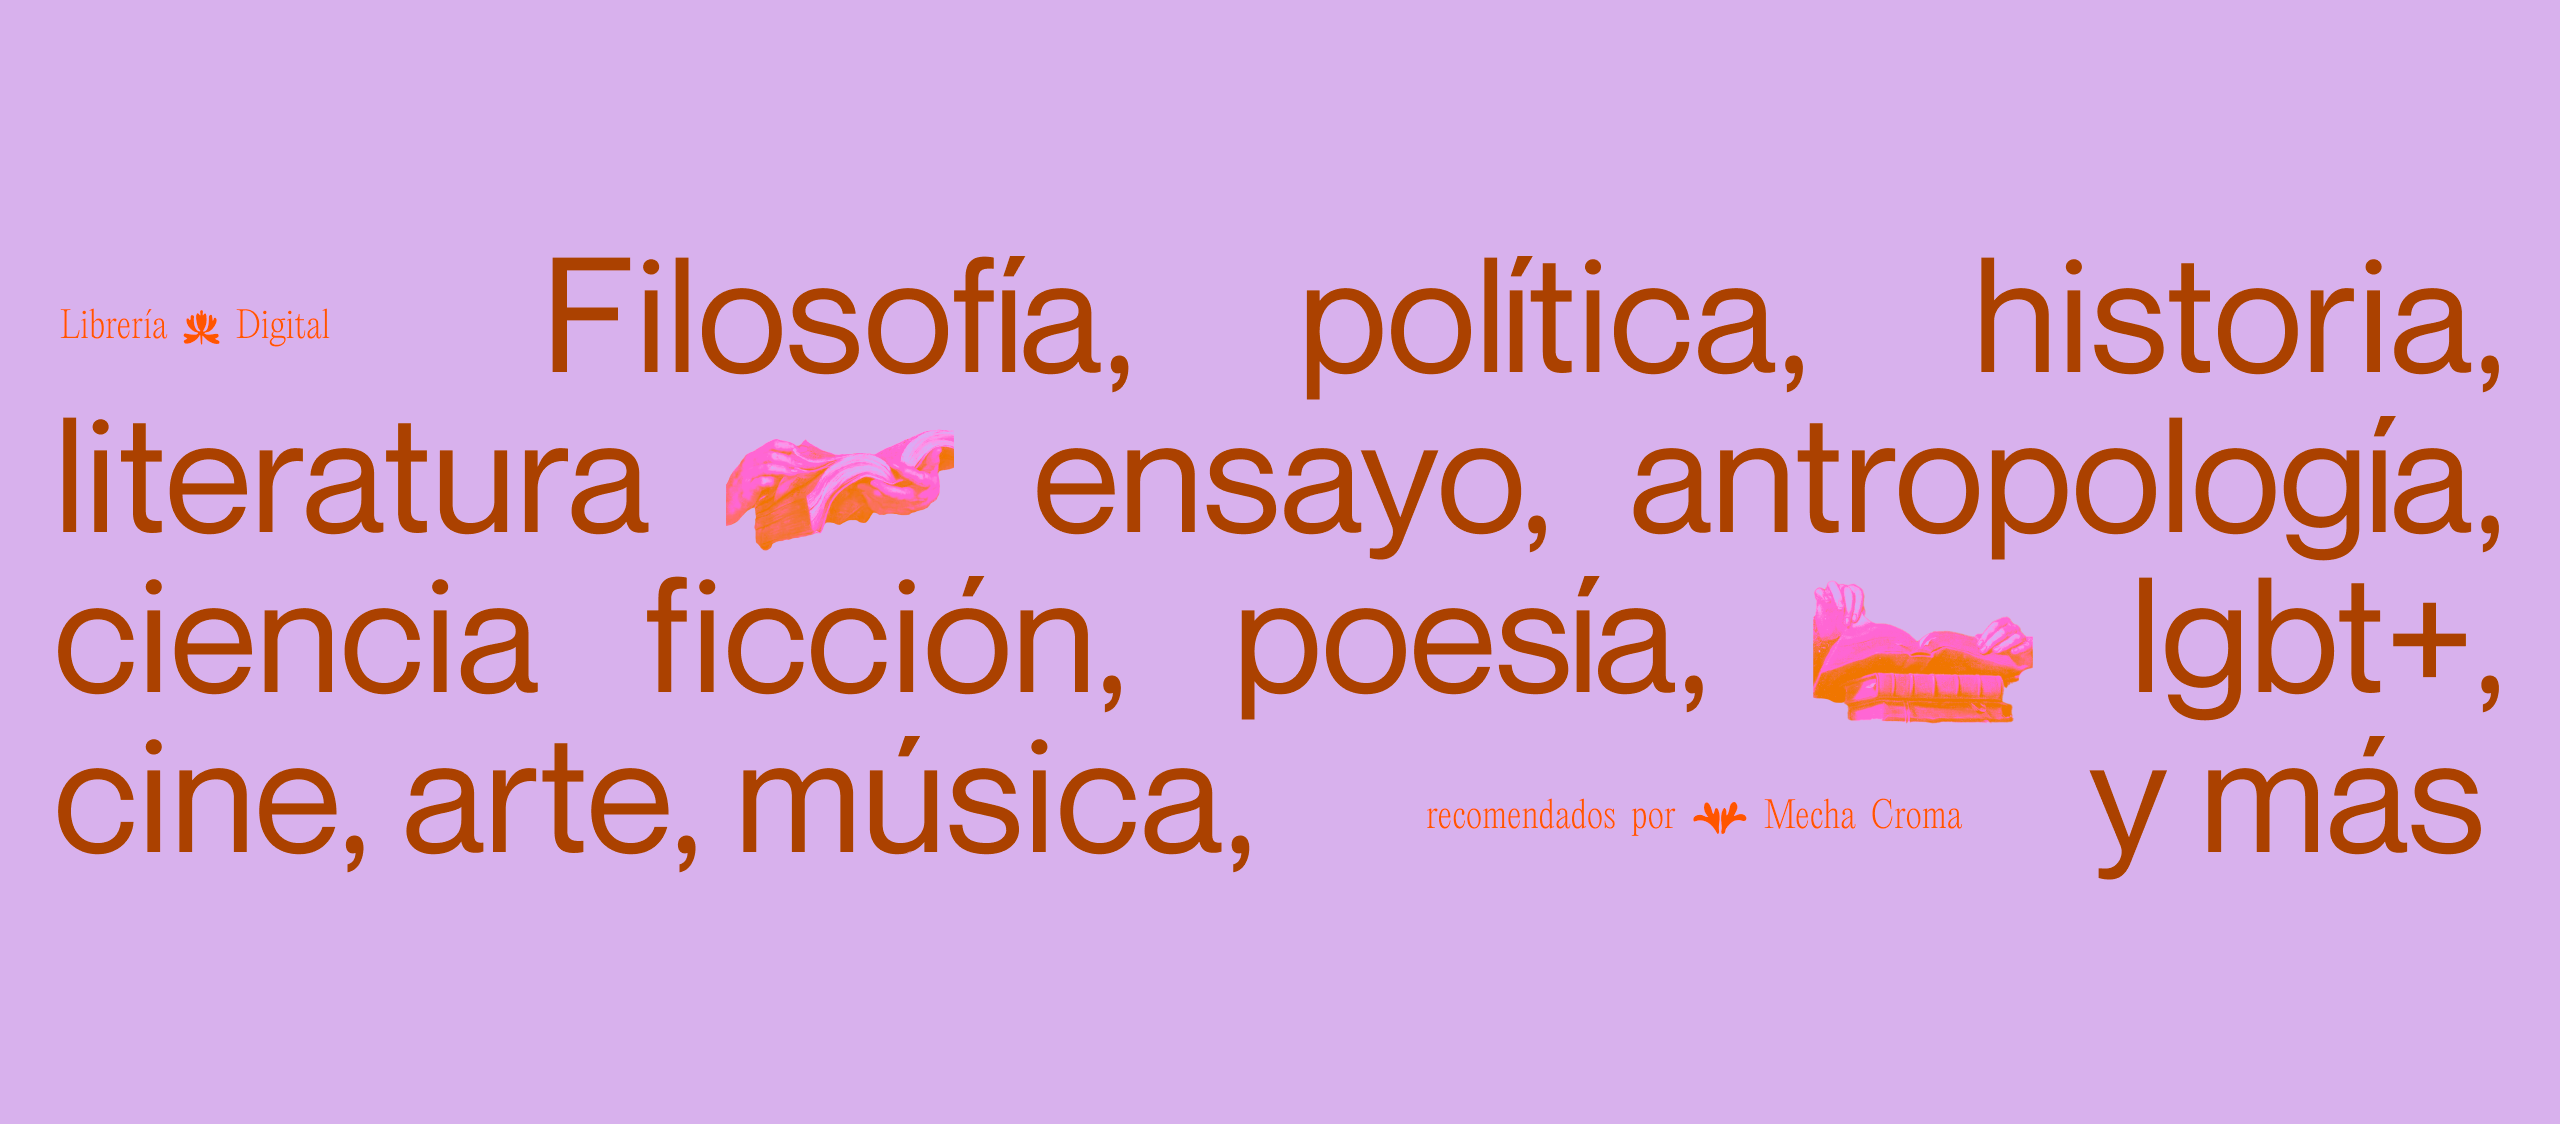 Librería Digital
Filosofía, política, historia,
literatura ensayo, antropología,
ciencia ficción, poesía, lgbt+,
cine, arte, música, recomendados por Mecha Croma y más